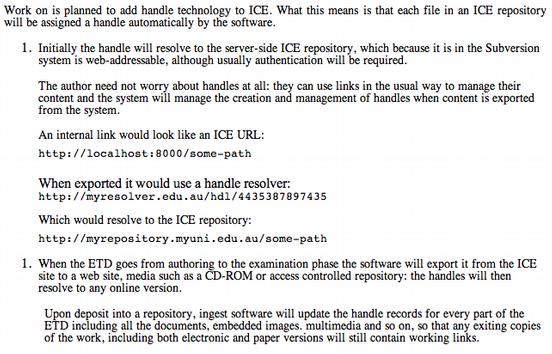 Work on is planned to add handle technology to ICE. What this means is that each file in an ICE repository
will be assigned a handle automatically by the software.
1. Initially the handle will resolve to the server-side ICE repository, which because it is in the Subversion
system is web-addressable, although usually authentication will be required.
The author need not worry about handles at all: they can use links in the usual way to manage their
content and the system will manage the creation and management of handles when content is exported
from the system.
An internal link would look like an ICE URL:
http://localhost:8000/some-path
When exported it would use a handle resolver:
http://myresolver.edu.au/hdl/4435387897435
Which would resolve to the ICE repository:
http://myrepository.myuni.edu.au/some-path
1. When the ETD goes from authoring to the examination phase the software will export it from the ICE
site to a web site, media such as a CD-ROM or access controlled repository: the handles will then
resolve to any online version.
Upon deposit into a repository, ingest software will update the handle records for every part of the
ETD including all the documents, embedded images. multimedia and so on, so that any exiting copies
of the work, including both electronic and paper versions will still contain working links.